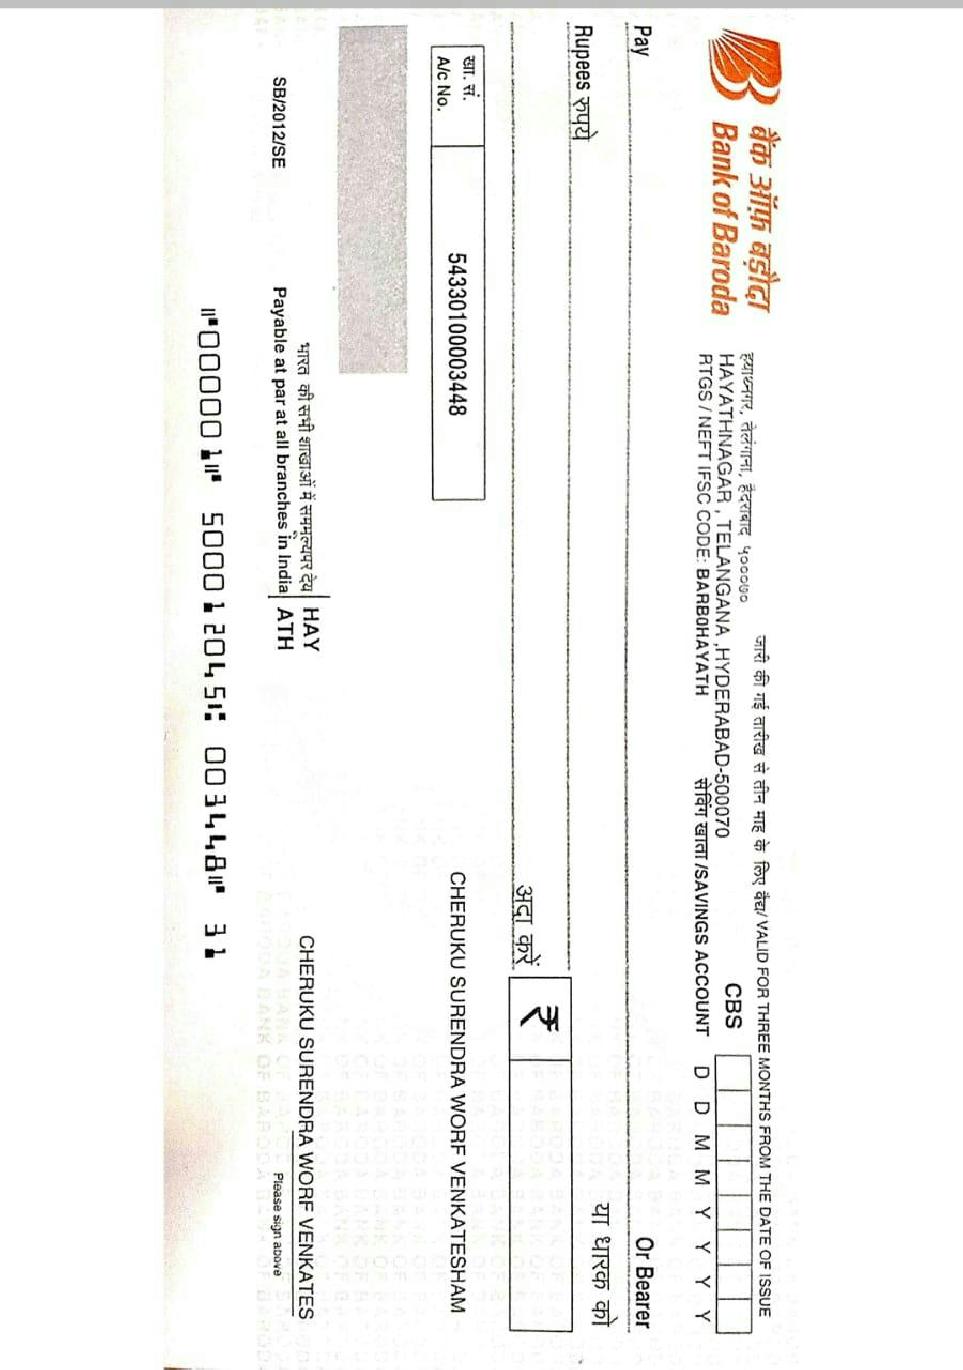 बैंक ऑफ़ बड़ौदा
Bank of Baroda
जारी की गई तारीख से तीन माह के लिए वैद्य/ VALID FOR THREE MONTHS FROM THE DATE OF ISSUE
हयाथनगर, तेलंगाना, हैदराबाद ५०००७०
HAYATHNAGAR , TELANGANA ,HYDERABAD-500070
CBS
RTGS / NEFT IFSC CODE: BARB0HAYATH
सेविंग खाता /SAVINGS ACCOUNT
D D M M Y Y Y Y
Pay
Or Bearer
या धारक को
Rupees रुपये
अदा करें
₹
खा. सं.
A/c No.
54330100003448
CHERUKU SURENDRA WORF VENKATESHAM
SB/2012/SE
भारत की सभी शाखाओं में सममूल्यपर देय
Payable at par at all branches in India
HAY
ATH
CHERUKU SURENDRA WORF VENKATES
Please sign above
⑈000001⑈ 500012045⑆ 003448⑈ 31